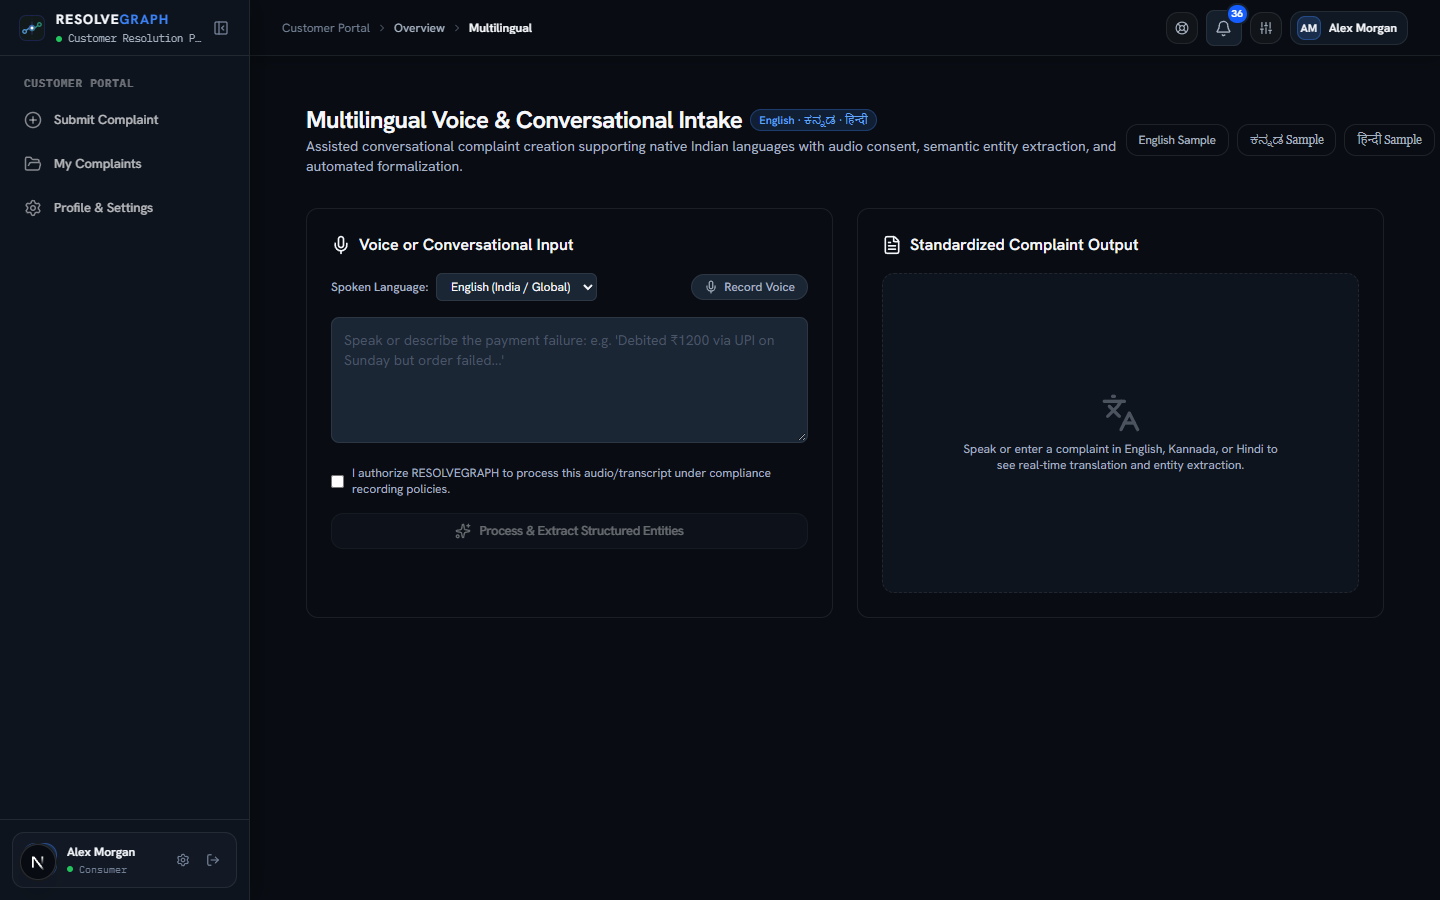 RESOLVEGRAPH
Customer Resolution P...
CUSTOMER PORTAL
Submit Complaint
My Complaints
Profile & Settings
Customer Portal > Overview > Multilingual
36
AM Alex Morgan
Multilingual Voice & Conversational Intake
English · ಕನ್ನಡ · हिन्दी
Assisted conversational complaint creation supporting native Indian languages with audio consent, semantic entity extraction, and
automated formalization.
English Sample
ಕನ್ನಡ Sample
हिन्दी Sample
Voice or Conversational Input
Spoken Language: English (India / Global)
Record Voice
Speak or describe the payment failure: e.g. 'Debited ₹1200 via UPI on
Sunday but order failed...'
I authorize RESOLVEGRAPH to process this audio/transcript under compliance
recording policies.
Process & Extract Structured Entities
Standardized Complaint Output
Speak or enter a complaint in English, Kannada, or Hindi to
see real-time translation and entity extraction.
N
Alex Morgan
Consumer